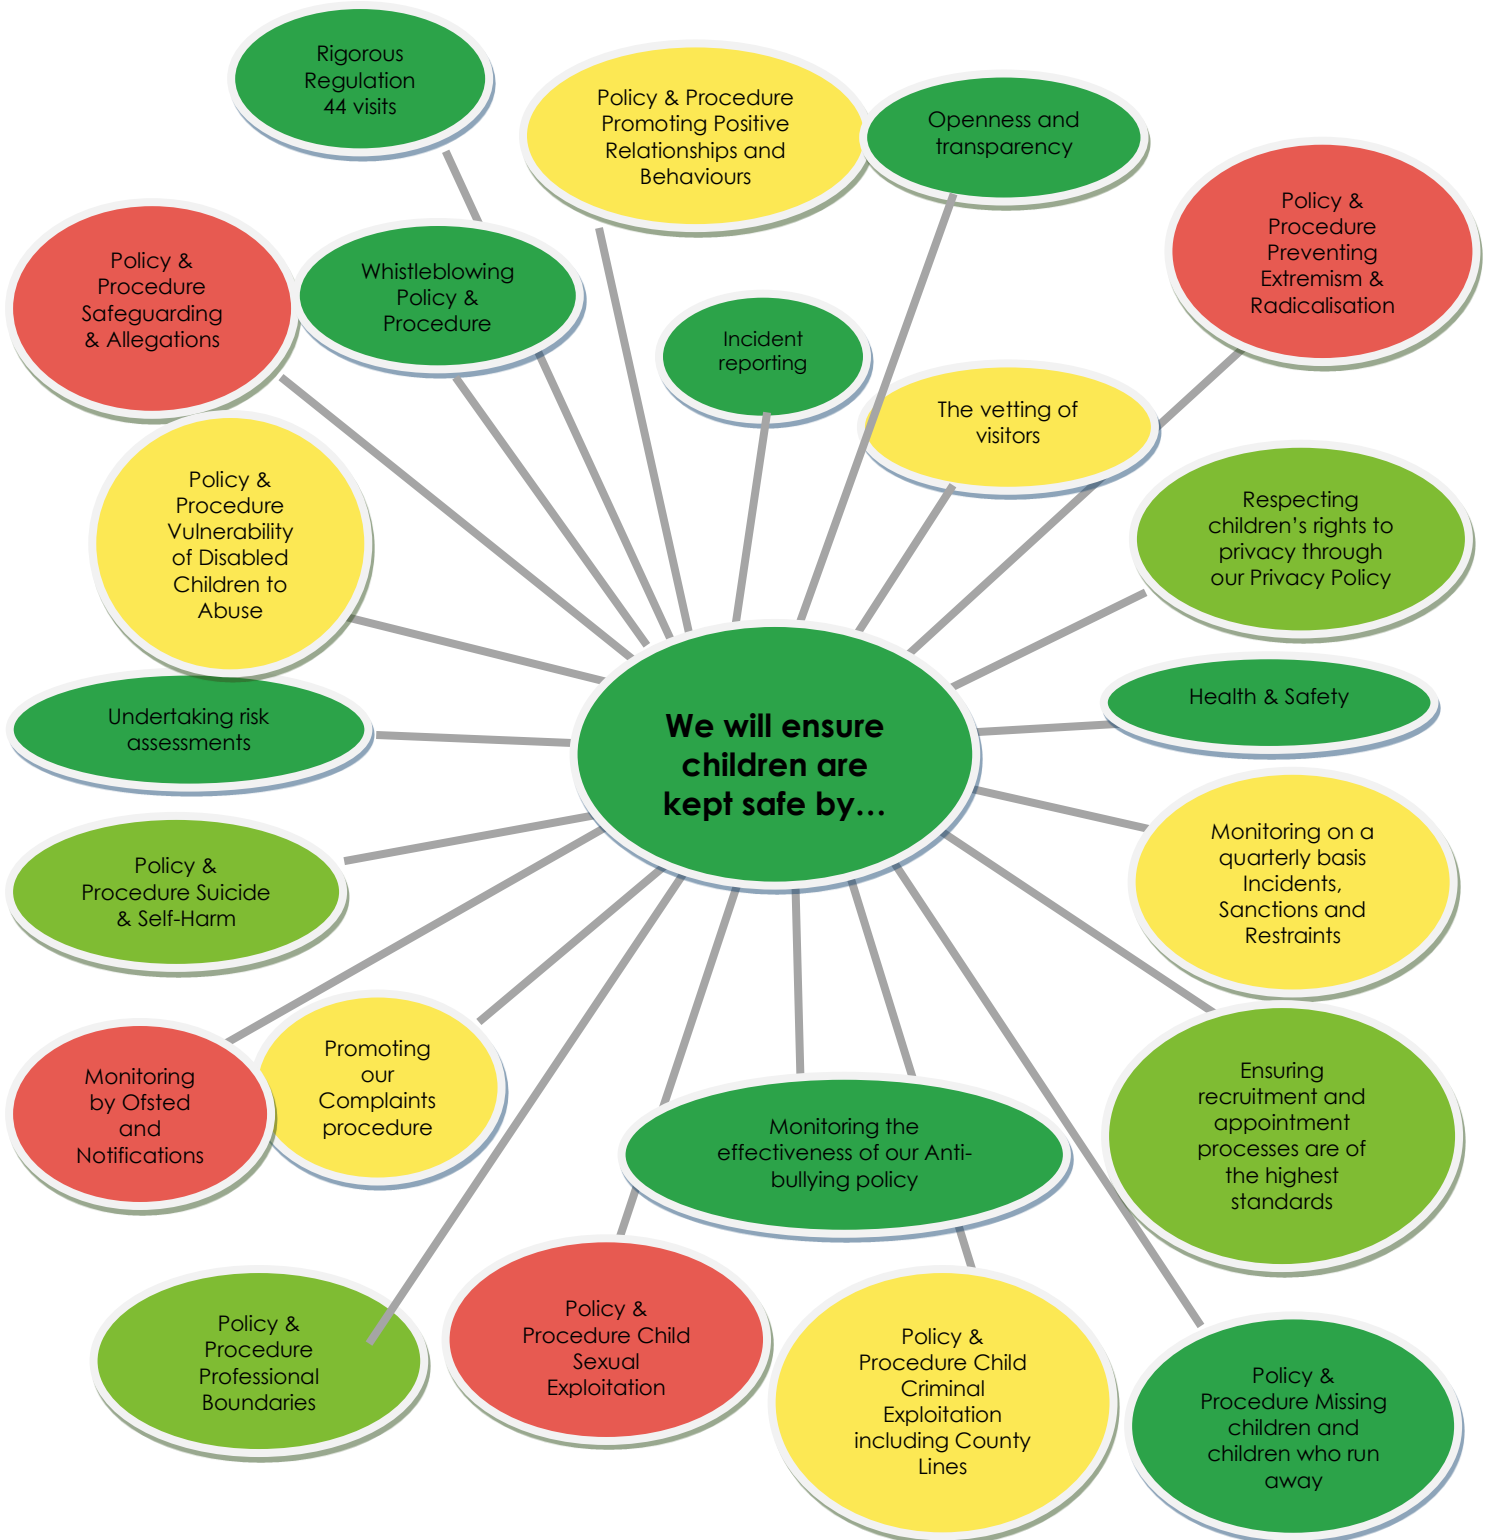 Rigorous
Regulation
44 visits
Policy & Procedure
Promoting Positive
Relationships and
Behaviours
Openness and
transparency
Policy &
Procedure
Preventing
Extremism &
Radicalisation
Policy &
Procedure
Safeguarding
& Allegations
Whistleblowing
Policy &
Procedure
Incident
reporting
The vetting of
visitors
Policy &
Procedure
Vulnerability
of Disabled
Children to
Abuse
Respecting
children’s rights to
privacy through
our Privacy Policy
Undertaking risk
assessments
We will ensure
children are
kept safe by…
Health & Safety
Policy &
Procedure Suicide
& Self-Harm
Monitoring on a
quarterly basis
Incidents,
Sanctions and
Restraints
Monitoring
by Ofsted
and
Notifications
Promoting
our
Complaints
procedure
Monitoring the
effectiveness of our Anti-
bullying policy
Ensuring
recruitment and
appointment
processes are of
the highest
standards
Policy &
Procedure
Professional
Boundaries
Policy &
Procedure Child
Sexual
Exploitation
Policy &
Procedure Child
Criminal
Exploitation
including County
Lines
Policy &
Procedure Missing
children and
children who run
away